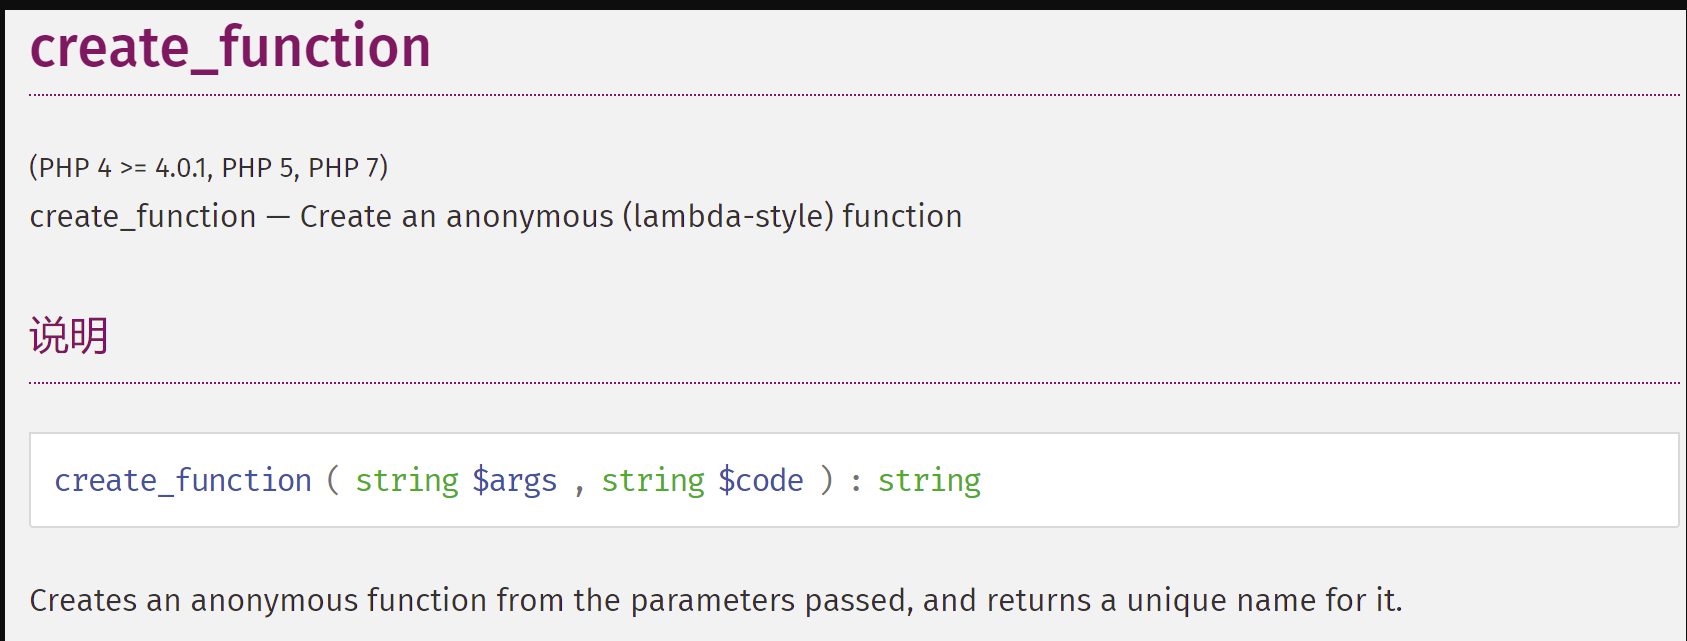 create_function
(PHP 4 >= 4.0.1, PHP 5, PHP 7)
create_function — Create an anonymous (lambda-style) function
说明
create_function ( string $args , string $code ) : string
Creates an anonymous function from the parameters passed, and returns a unique name for it.